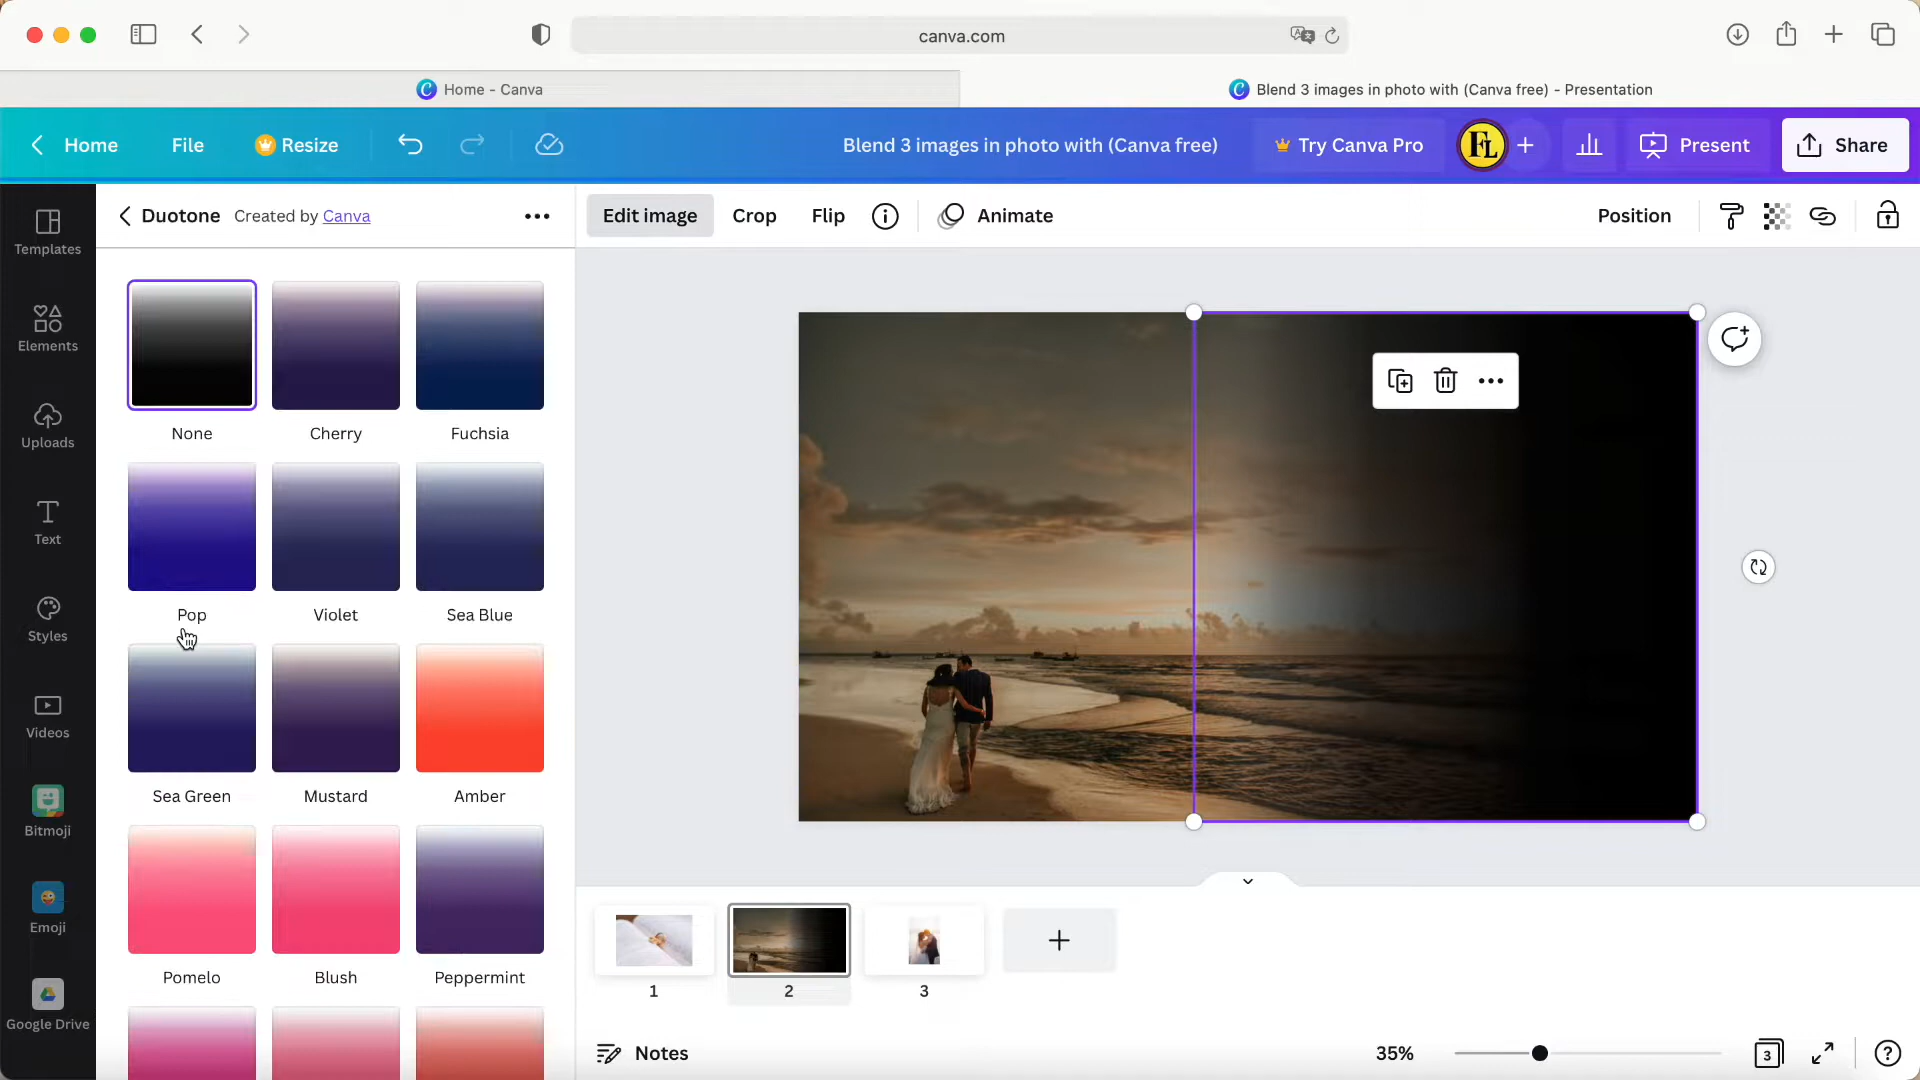 canva.com
Home - Canva
Blend 3 images in photo with (Canva free) - Presentation
Home
File
Resize
Blend 3 images in photo with (Canva free)
Try Canva Pro
FL
Present
Share
Templates
Elements
Uploads
Text
Styles
Videos
Bitmoji
Emoji
Google Drive
Duotone Created by Canva
None
Cherry
Fuchsia
Pop
Violet
Sea Blue
Sea Green
Mustard
Amber
Pomelo
Blush
Peppermint
Edit image
Crop
Flip
Animate
Position
1
2
3
Notes
35%
3